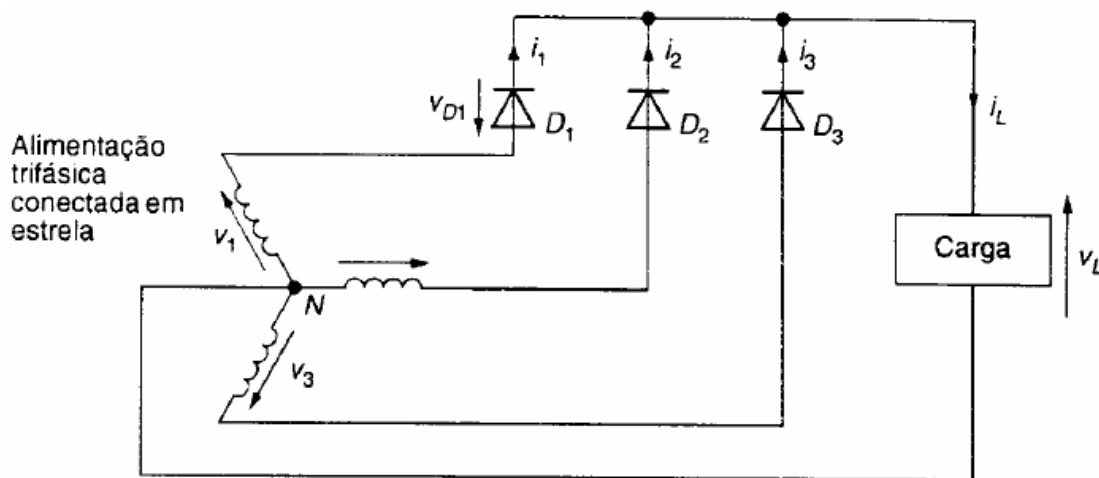 i1
i2
i3
vD1
D1
D2
D3
iL
Alimentação
trifásica
conectada em
estrela
v1
Carga
vL
N
v3